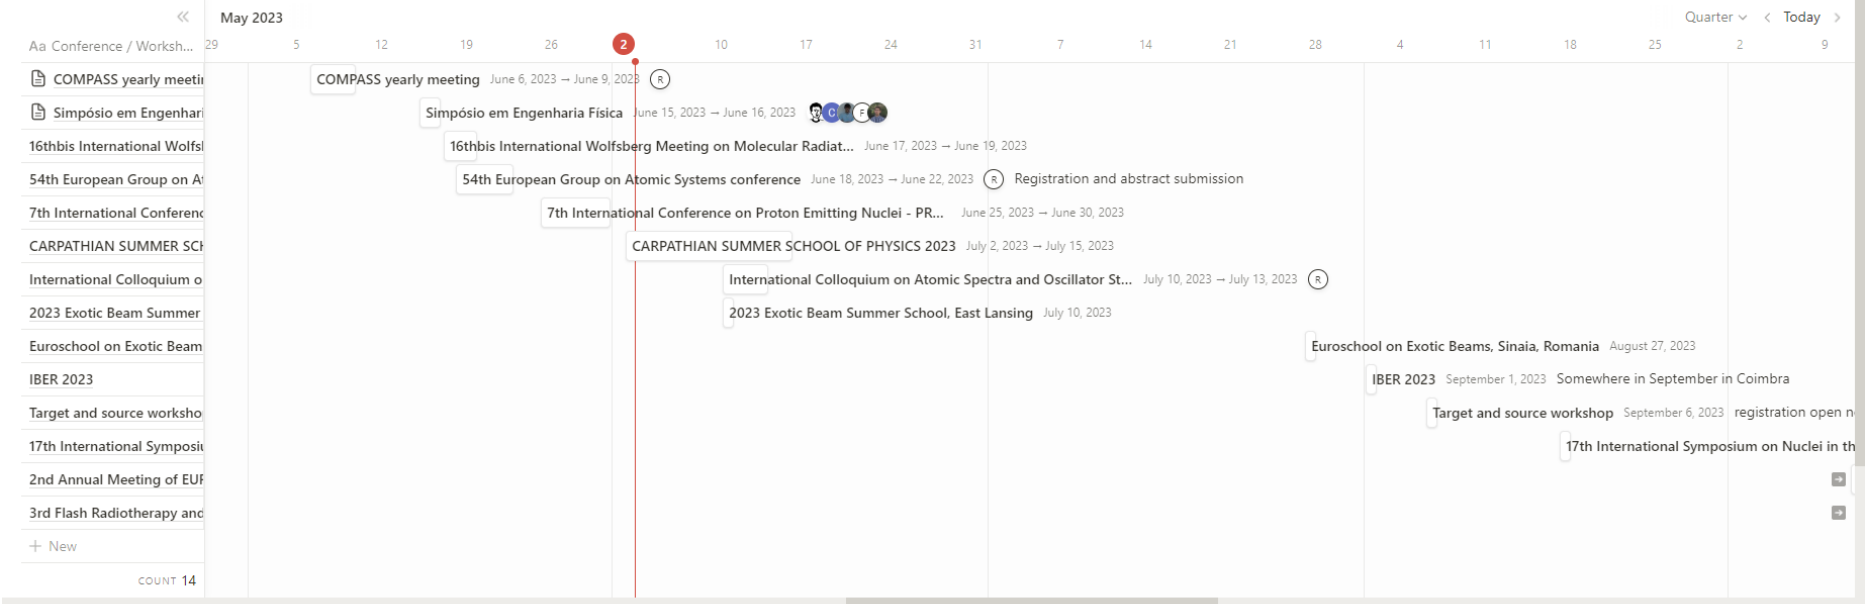 May 2023
Quarter
Today
Aa Conference / Worksh...
29 5 12 19 26 2 10 17 24 31 7 14 21 28 4 11 18 25 2 9
COMPASS yearly meetin COMPASS yearly meeting June 6, 2023 → June 9, 2023 R
Simpósio em Engenhari Simpósio em Engenharia Física June 15, 2023 → June 16, 2023 C F
16thbis International Wolfsl 16thbis International Wolfsberg Meeting on Molecular Radiat... June 17, 2023 → June 19, 2023
54th European Group on At 54th European Group on Atomic Systems conference June 18, 2023 → June 22, 2023 R Registration and abstract submission
7th International Conferenc 7th International Conference on Proton Emitting Nuclei - PR... June 25, 2023 → June 30, 2023
CARPATHIAN SUMMER SCH CARPATHIAN SUMMER SCHOOL OF PHYSICS 2023 July 2, 2023 → July 15, 2023
International Colloquium o International Colloquium on Atomic Spectra and Oscillator St... July 10, 2023 → July 13, 2023 R
2023 Exotic Beam Summer 2023 Exotic Beam Summer School, East Lansing July 10, 2023
Euroschool on Exotic Beam Euroschool on Exotic Beams, Sinaia, Romania August 27, 2023
IBER 2023 IBER 2023 September 1, 2023 Somewhere in September in Coimbra
Target and source worksho Target and source workshop September 6, 2023 registration open n
17th International Symposiu 17th International Symposium on Nuclei in th
2nd Annual Meeting of EUR
3rd Flash Radiotherapy and
+ New
COUNT 14